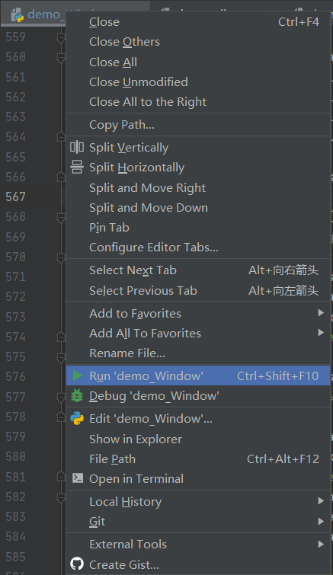 demo_Window
Close Ctrl+F4
Close Others
Close All
Close Unmodified
Close All to the Right
Copy Path...
Split Vertically
Split Horizontally
Split and Move Right
Split and Move Down
Pin Tab
Configure Editor Tabs...
Select Next Tab Alt+向右箭头
Select Previous Tab Alt+向左箭头
Add to Favorites
Add All To Favorites
Rename File...
Run 'demo_Window' Ctrl+Shift+F10
Debug 'demo_Window'
Edit 'demo_Window'...
Show in Explorer
File Path Ctrl+Alt+F12
Open in Terminal
Local History
Git
External Tools
Create Gist...
559
560
561
562
563
564
565
566
567
568
569
570
571
572
573
574
575
576
577
578
579
580
581
582
583
584
585